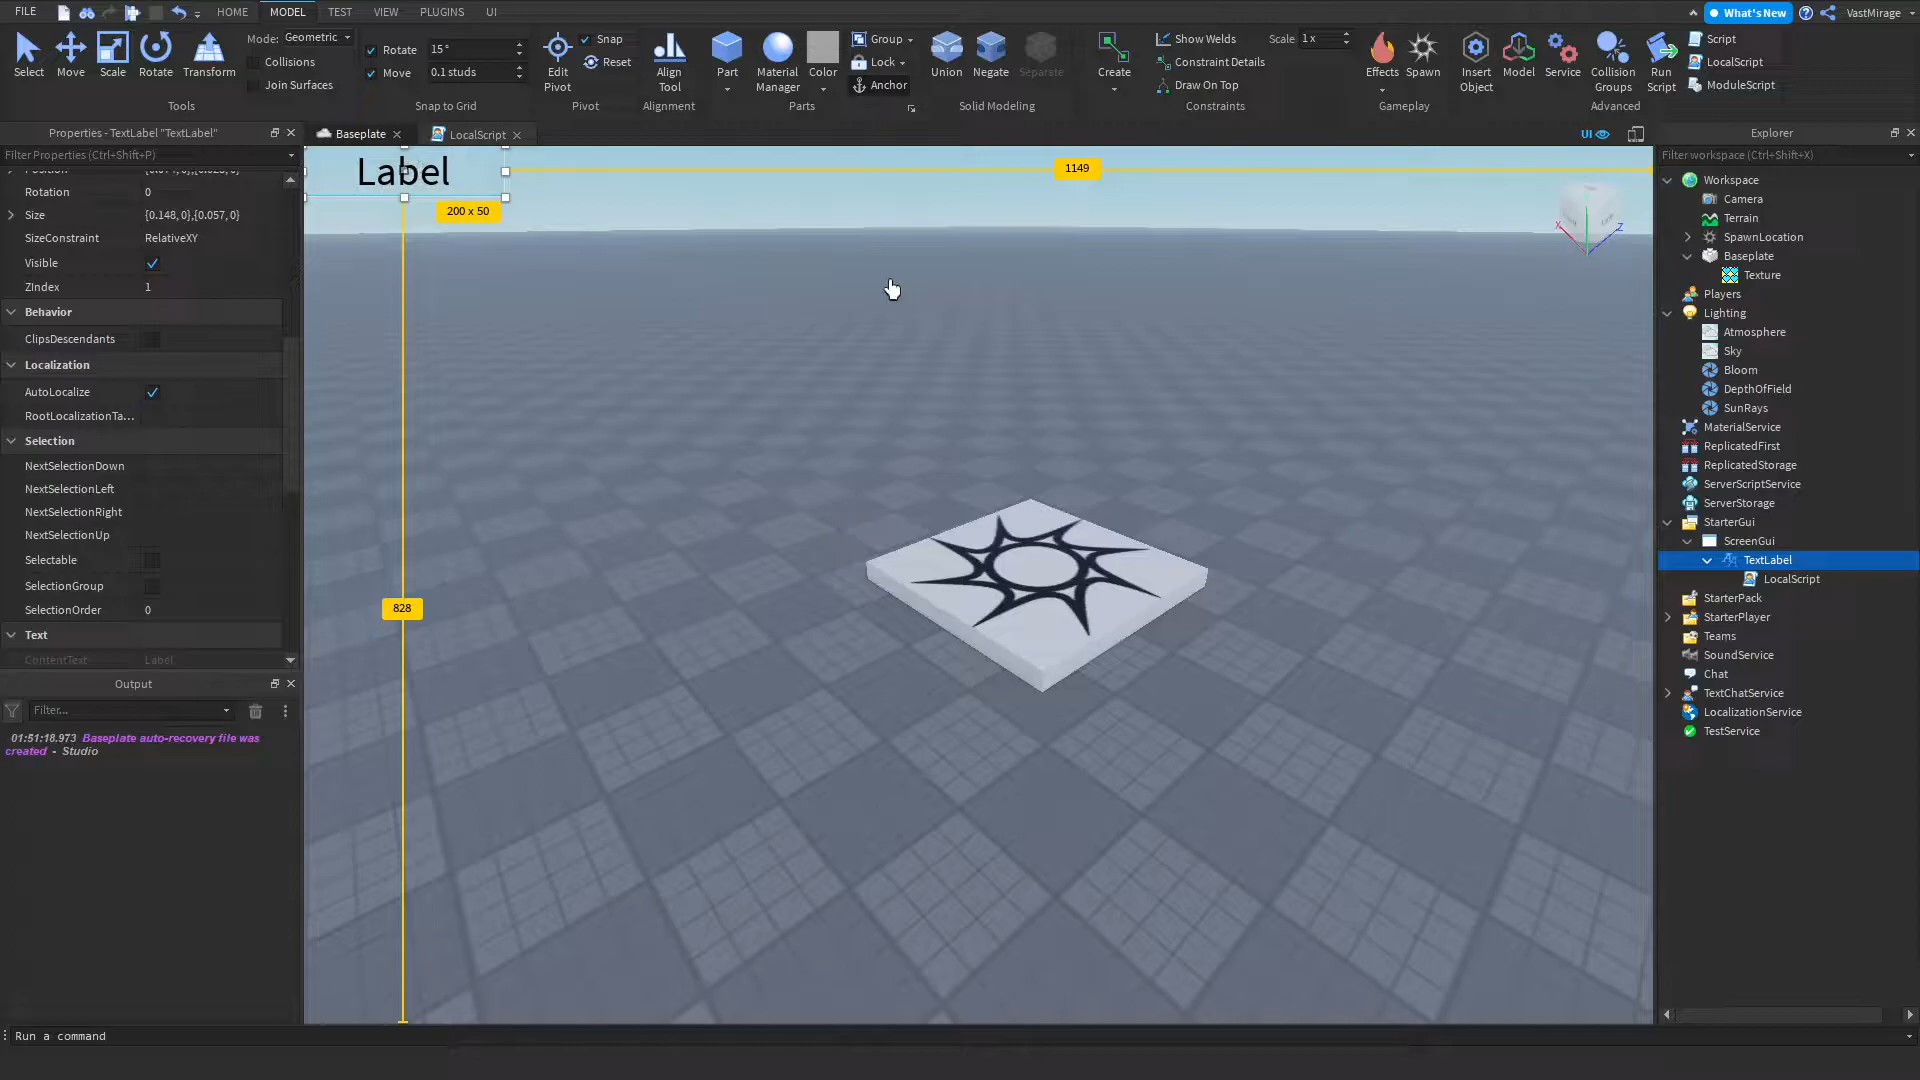 FILE HOME MODEL TEST VIEW PLUGINS UI What's New VastMirage
Select Move Scale Rotate Transform
Mode: Geometric
Collisions
Join Surfaces
Tools
Rotate 15°
Move 0.1 studs
Snap to Grid
Edit Pivot
Snap
Reset
Pivot
Align Tool
Alignment
Part
Material Manager
Color
Group
Lock
Anchor
Parts
Union Negate Separate
Solid Modeling
Create
Show Welds
Constraint Details
Draw On Top
Scale 1x
Constraints
Effects Spawn
Gameplay
Insert Object
Model
Service
Collision Groups
Run Script
Script
LocalScript
ModuleScript
Advanced
Properties - TextLabel "TextLabel"
Filter Properties (Ctrl+Shift+P)
Rotation 0
Size {0.148, 0},{0.057, 0}
SizeConstraint RelativeXY
Visible
ZIndex 1
Behavior
ClipsDescendants
Localization
AutoLocalize
RootLocalizationTa...
Selection
NextSelectionDown
NextSelectionLeft
NextSelectionRight
NextSelectionUp
Selectable
SelectionGroup
SelectionOrder 0
Text
ContentText Label
Output
Filter...
01:51:18.973 Baseplate auto-recovery file was
created - Studio
Baseplate
LocalScript
UI
Label
1149
200 x 50
828
X
Z
Explorer
Filter workspace (Ctrl+Shift+X)
Workspace
Camera
Terrain
SpawnLocation
Baseplate
Texture
Players
Lighting
Atmosphere
Sky
Bloom
DepthOfField
SunRays
MaterialService
ReplicatedFirst
ReplicatedStorage
ServerScriptService
ServerStorage
StarterGui
ScreenGui
TextLabel
LocalScript
StarterPack
StarterPlayer
Teams
SoundService
Chat
TextChatService
LocalizationService
TestService
Run a command